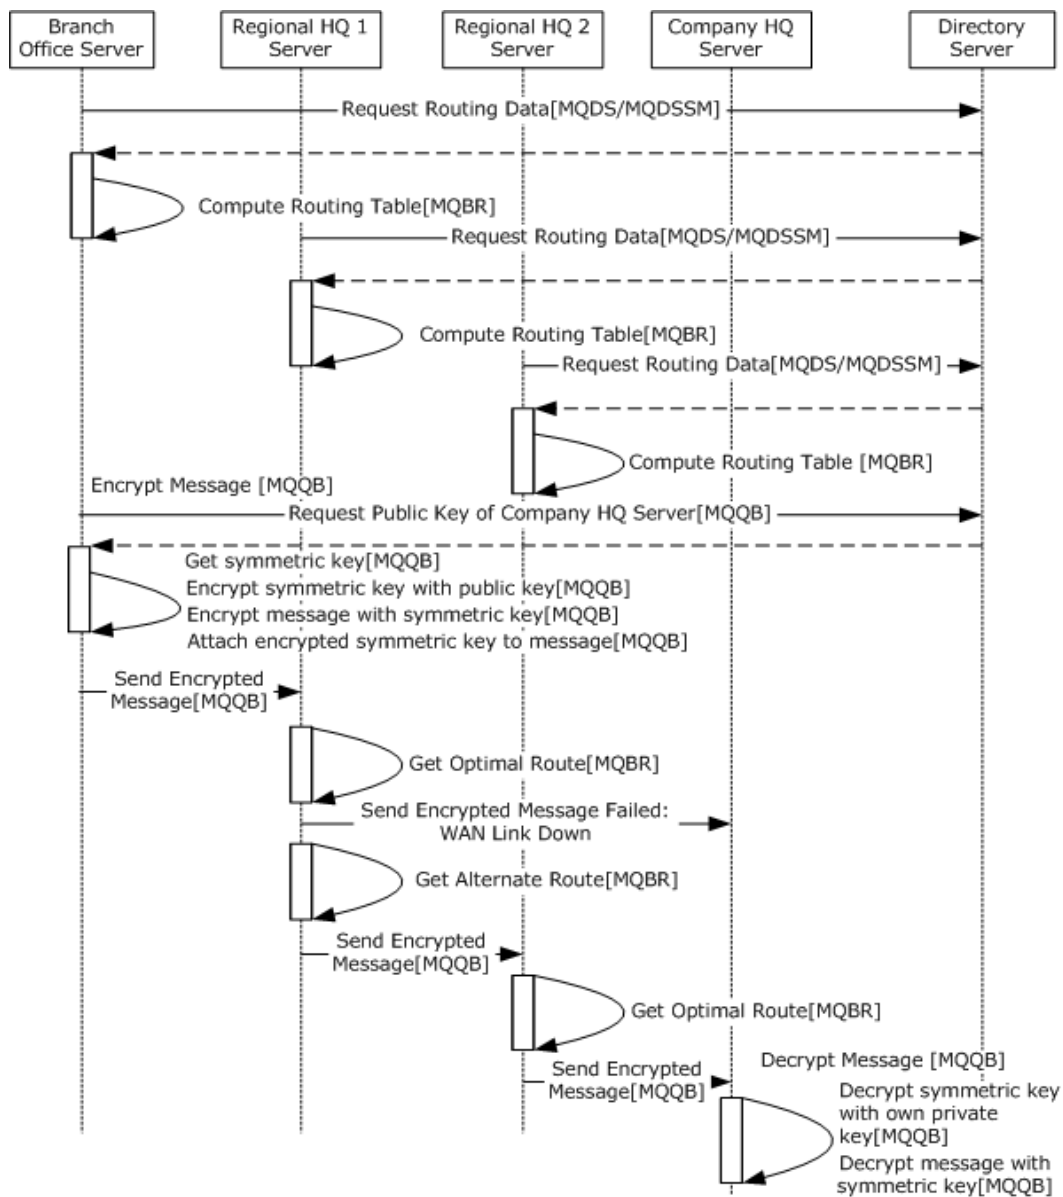 Branch
Office Server
Regional HQ 1
Server
Regional HQ 2
Server
Company HQ
Server
Directory
Server
Request Routing Data[MQDS/MQDSSM]
Compute Routing Table[MQBR]
Request Routing Data[MQDS/MQDSSM]
Compute Routing Table[MQBR]
Request Routing Data[MQDS/MQDSSM]
Compute Routing Table [MQBR]
Encrypt Message [MQQB]
Request Public Key of Company HQ Server[MQQB]
Get symmetric key[MQQB]
Encrypt symmetric key with public key[MQQB]
Encrypt message with symmetric key[MQQB]
Attach encrypted symmetric key to message[MQQB]
Send Encrypted
Message[MQQB]
Get Optimal Route[MQBR]
Send Encrypted Message Failed:
WAN Link Down
Get Alternate Route[MQBR]
Send Encrypted
Message[MQQB]
Get Optimal Route[MQBR]
Send Encrypted
Message[MQQB]
Decrypt Message [MQQB]
Decrypt symmetric key
with own private
key[MQQB]
Decrypt message with
symmetric key[MQQB]